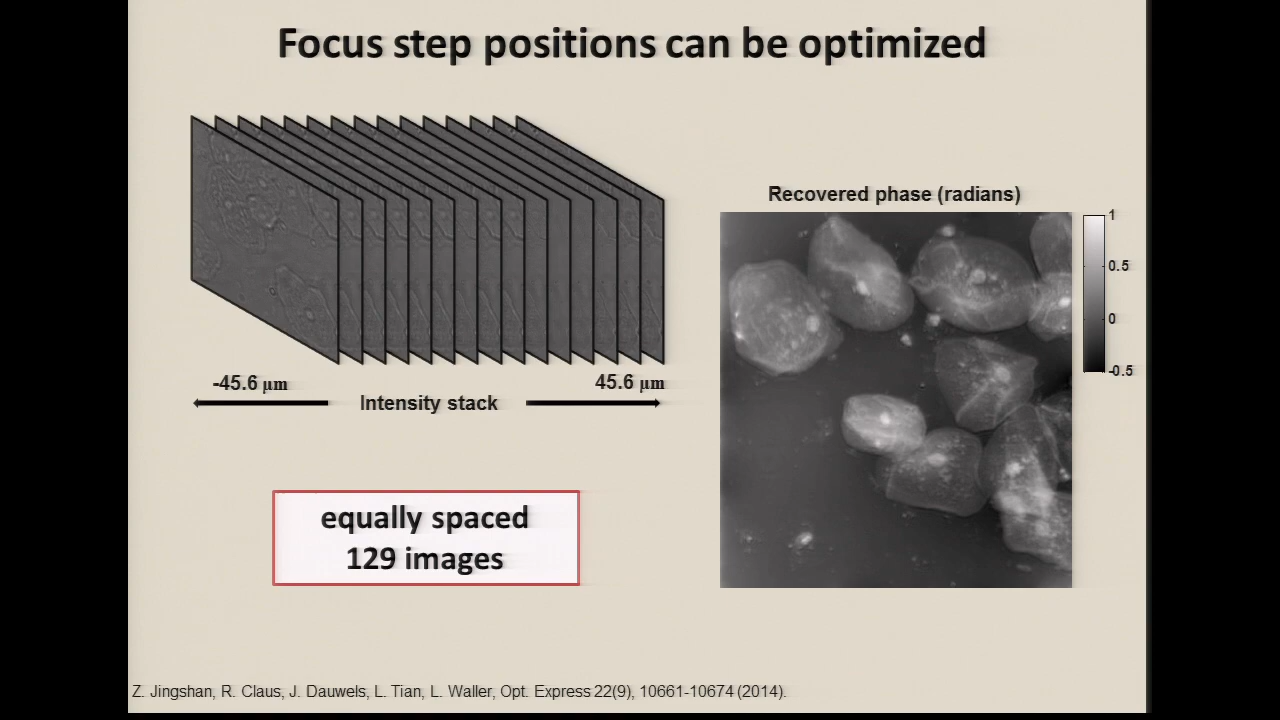 Focus step positions can be optimized
Recovered phase (radians)
1
0.5
0
-0.5
-45.6 µm
45.6 µm
Intensity stack
equally spaced
129 images
Z. Jingshan, R. Claus, J. Dauwels, L. Tian, L. Waller, Opt. Express 22(9), 10661-10674 (2014).